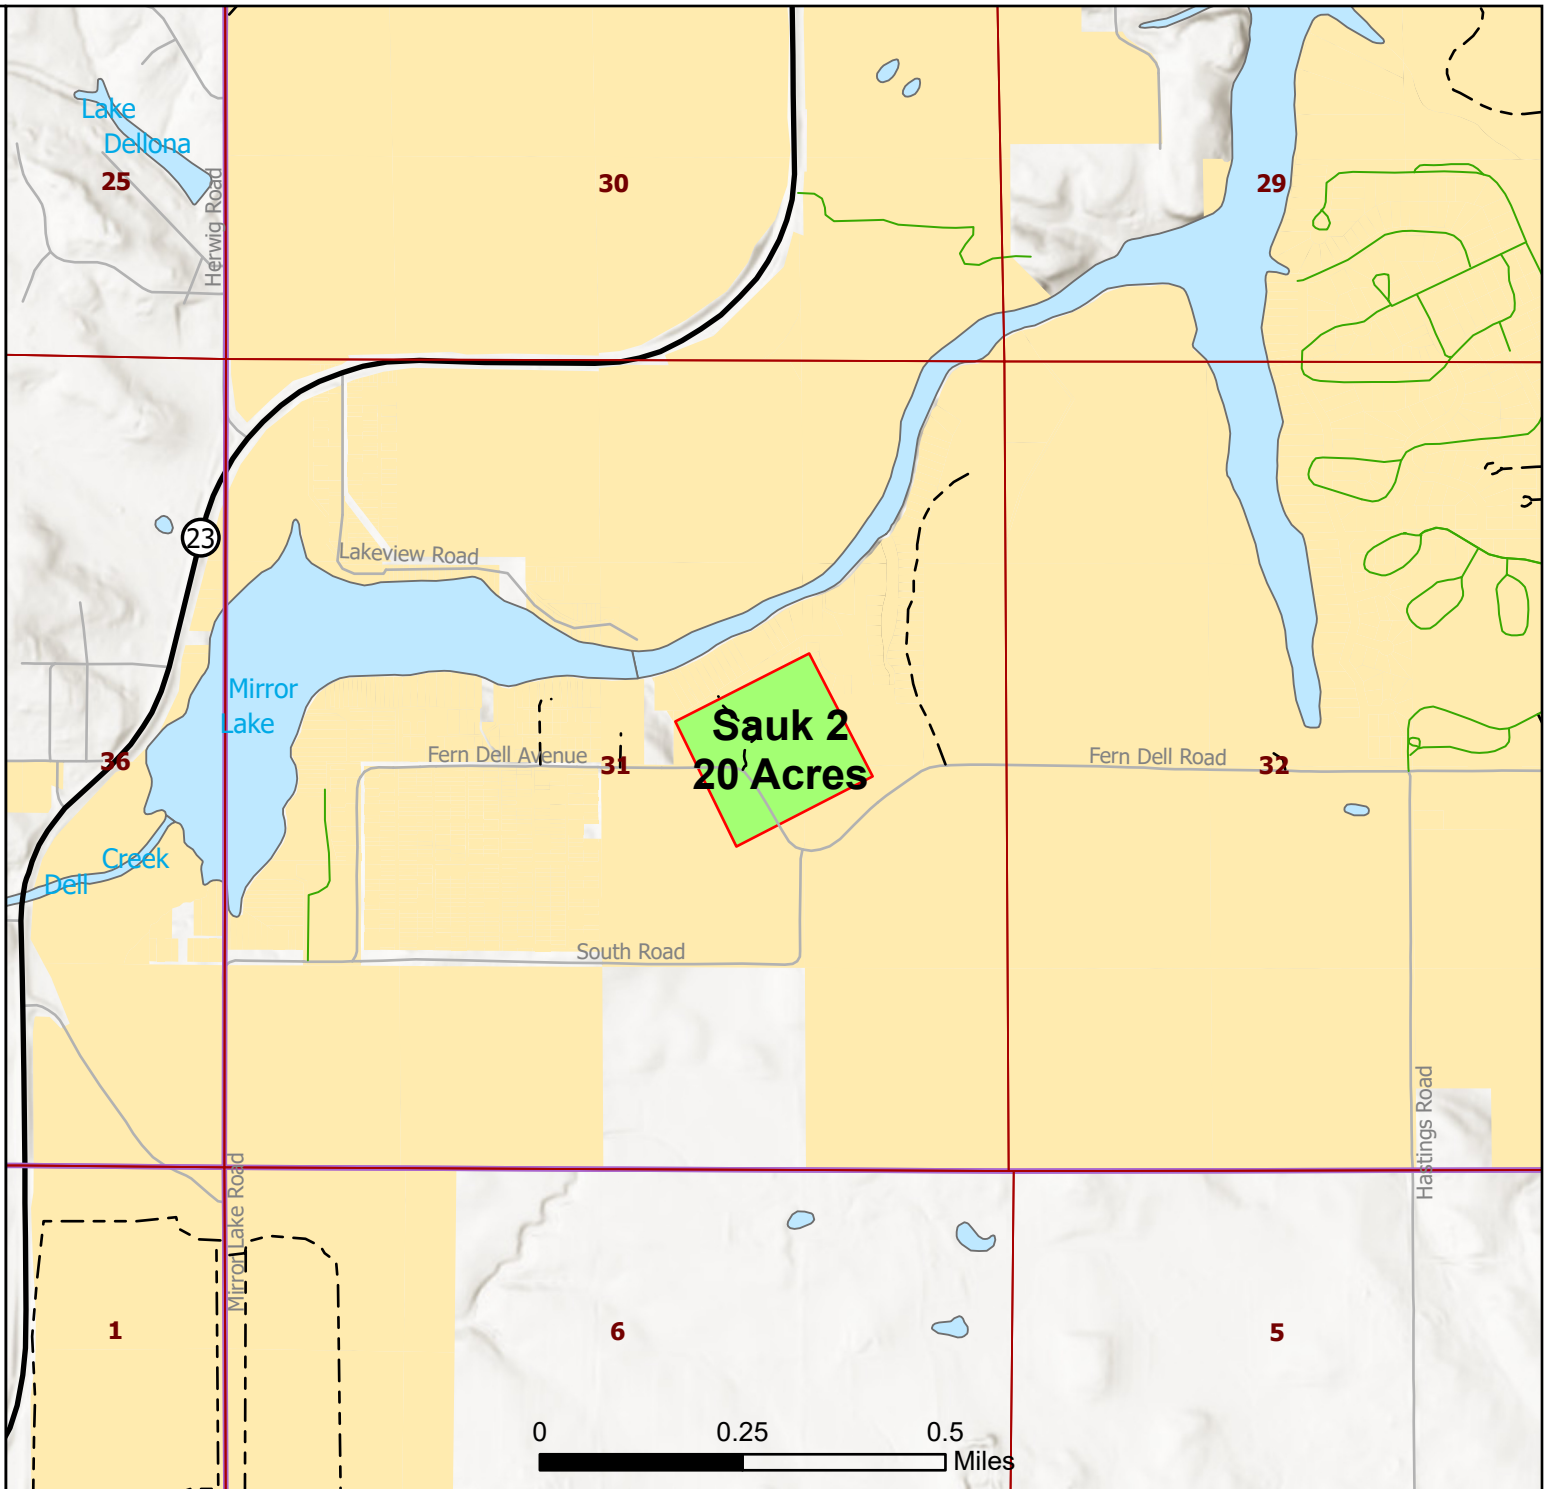 Lake
Dellona
25
30
29
Herwig Road
23
Lakeview Road
Mirror
Lake
36
Fern Dell Avenue
31
Sauk 2
20 Acres
Fern Dell Road
32
Creek
Dell
South Road
Hastings Road
Mirror Lake Road
1
6
5
0 0.25 0.5
Miles